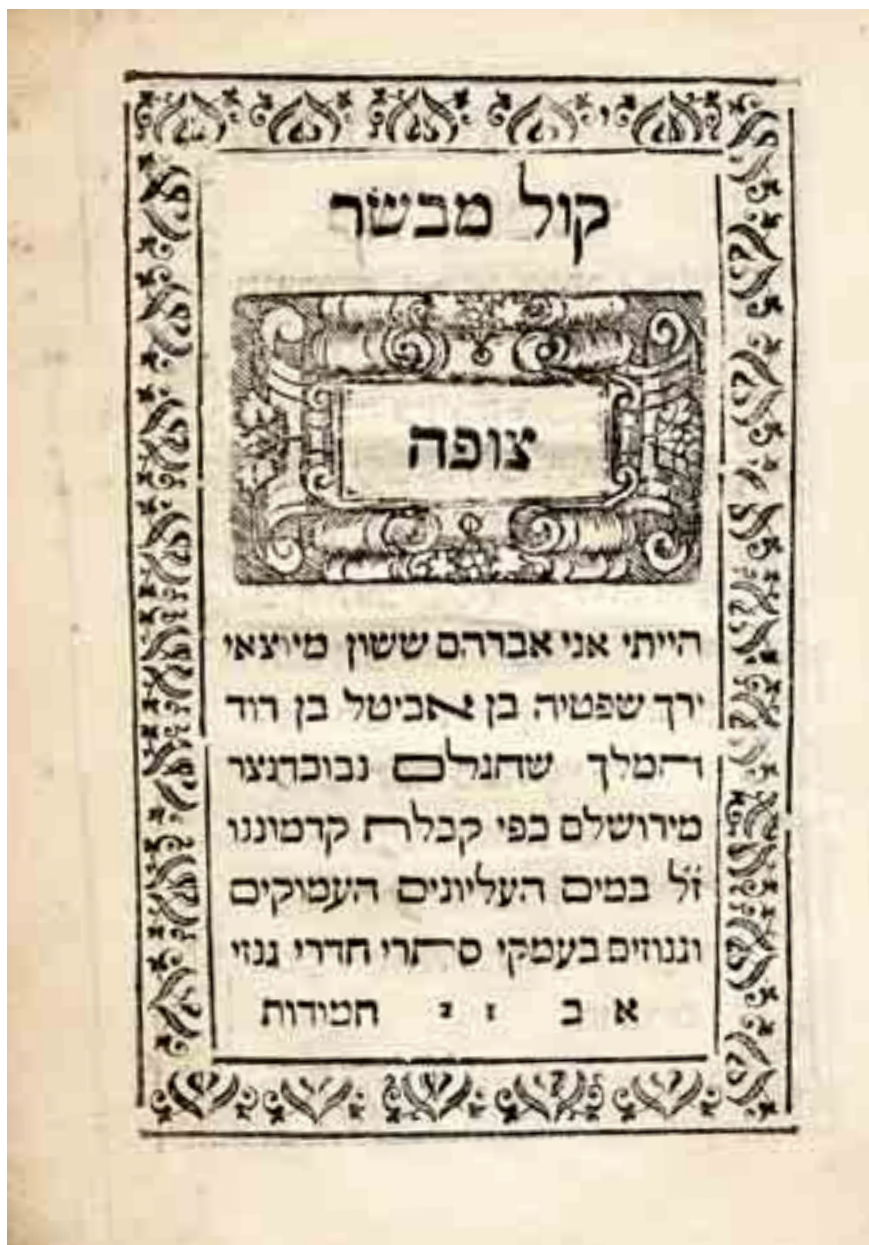 קול מבשר
צופה
הייתי אני אברהם ששון מיוצאי
ירך שפטיה בן אביטל בן דוד
המלך שהגלם נבוכדנצר
מירושלם כפי קבלת קדמוננו
ז״ל במים העליונים העמוקים
וגנוזים בעמקי סתרי חדרי גנזי
חמודות